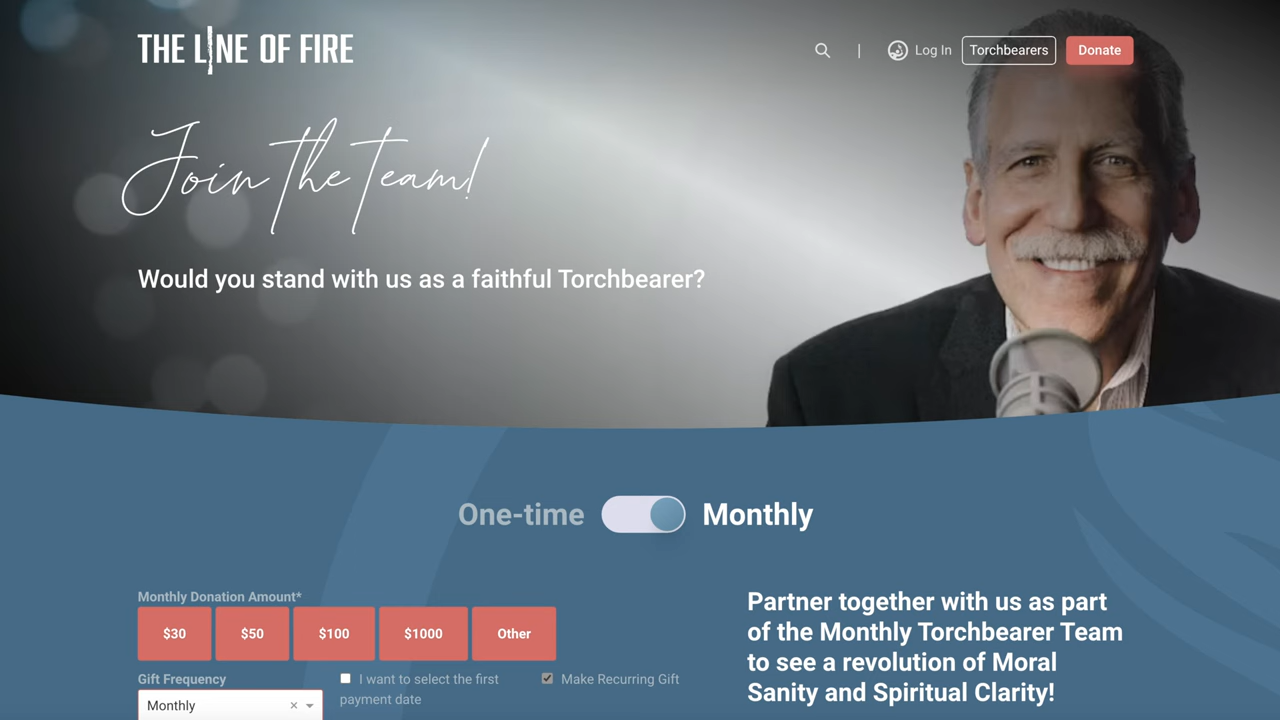 THE LINE OF FIRE
Log In
Torchbearers
Donate
Join the team!
Would you stand with us as a faithful Torchbearer?
One-time
Monthly
Monthly Donation Amount*
$30
$50
$100
$1000
Other
Gift Frequency
Monthly
I want to select the first
payment date
Make Recurring Gift
Partner together with us as part
of the Monthly Torchbearer Team
to see a revolution of Moral
Sanity and Spiritual Clarity!